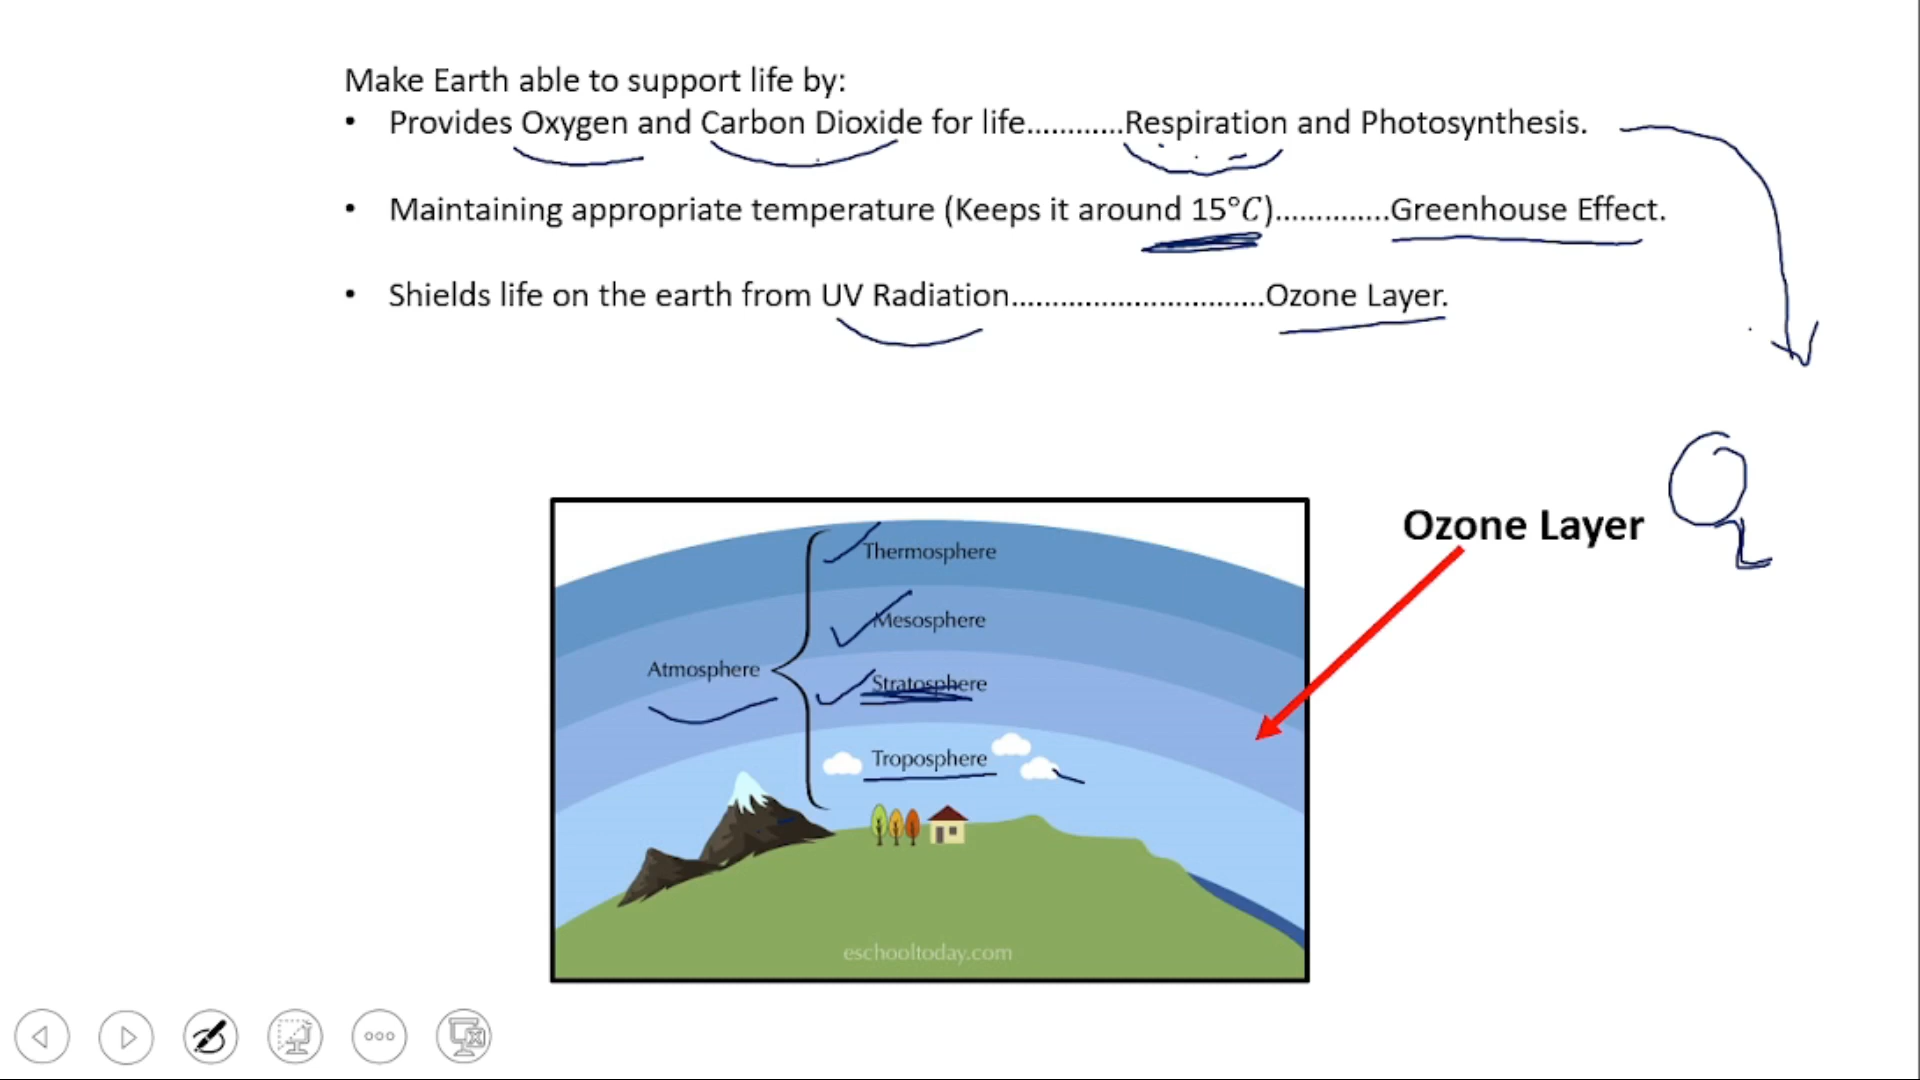 Make Earth able to support life by:
• Provides Oxygen and Carbon Dioxide for life............Respiration and Photosynthesis.
• Maintaining appropriate temperature (Keeps it around 15°C)..............Greenhouse Effect.
• Shields life on the earth from UV Radiation...............................Ozone Layer.
Ozone Layer
O2
Thermosphere
Mesosphere
Atmosphere
Stratosphere
Troposphere
eschooltoday.com